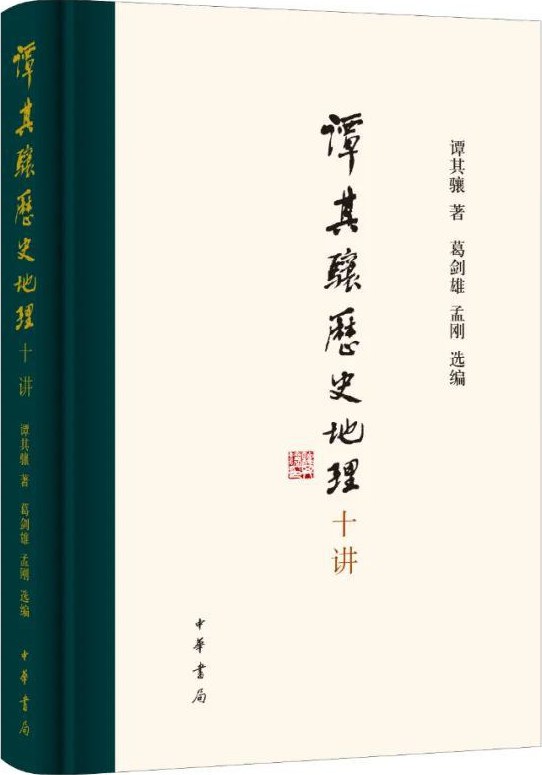 譚其驤歷史地理
十讲
谭其骧 著 葛剑雄 孟刚 选编
中華書局
譚其驤歷史地理十讲
谭其骧 著 葛剑雄 孟刚 选编
中華書局